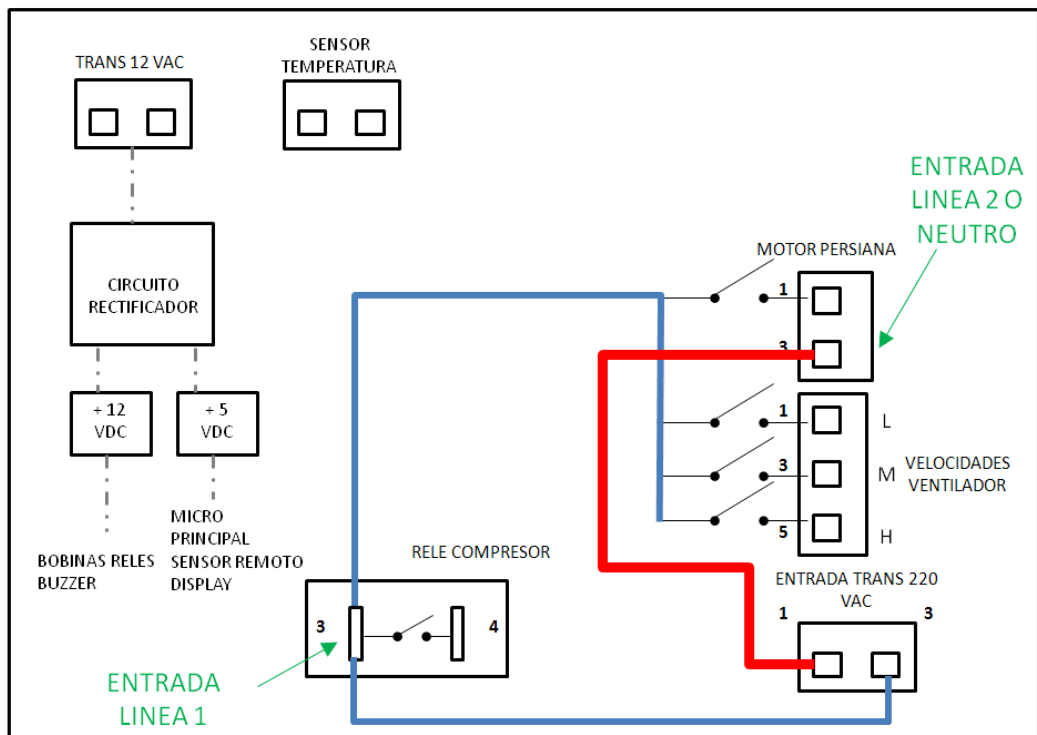 TRANS 12 VAC
SENSOR
TEMPERATURA
ENTRADA
LINEA 2 O
NEUTRO
MOTOR PERSIANA
1
3
CIRCUITO
RECTIFICADOR
+ 12
VDC
+ 5
VDC
1
L
3
M
VELOCIDADES
VENTILADOR
5
H
MICRO
PRINCIPAL
SENSOR REMOTO
DISPLAY
BOBINAS RELES
BUZZER
RELE COMPRESOR
3
4
ENTRADA TRANS 220
VAC
1
3
ENTRADA
LINEA 1